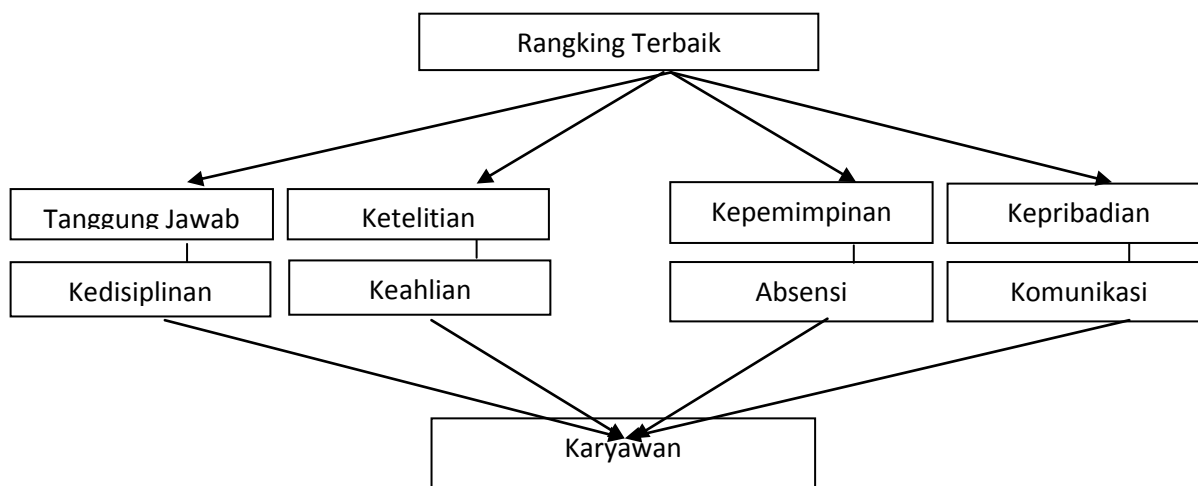 Rangking Terbaik
Tanggung Jawab
Ketelitian
Kepemimpinan
Kepribadian
Kedisiplinan
Keahlian
Absensi
Komunikasi
Karyawan